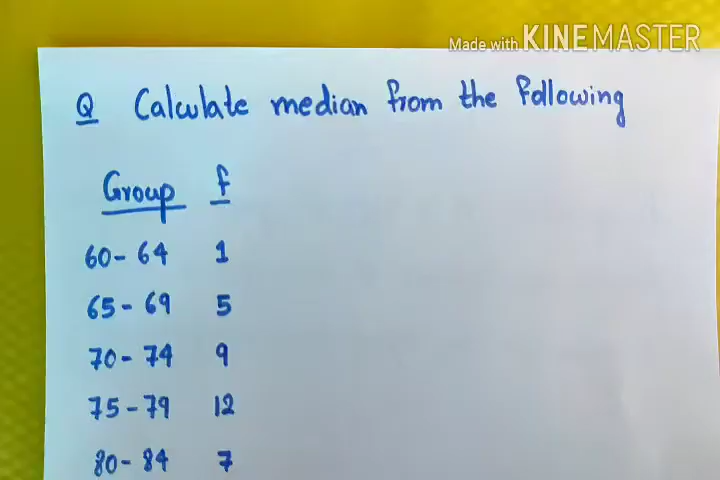 Made with KINEMASTER
Q Calculate median from the following
Group f
60-64 1
65-69 5
70-74 9
75-79 12
80-84 7